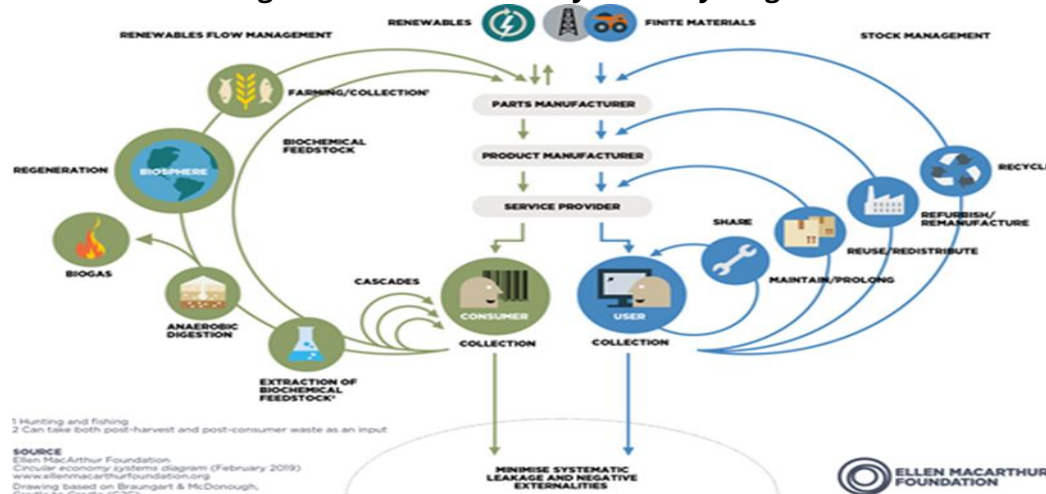 RENEWABLES
FINITE MATERIALS
RENEWABLES FLOW MANAGEMENT
STOCK MANAGEMENT
PARTS MANUFACTURER
FARMING/COLLECTION¹
BIOCHEMICAL
FEEDSTOCK
PRODUCT MANUFACTURER
REGENERATION
BIOSPHERE
RECYCLE
SERVICE PROVIDER
SHARE
REFURBISH/
REMANUFACTURE
REUSE/REDISTRIBUTE
BIOGAS
CASCADES
MAINTAIN/PROLONG
CONSUMER
USER
ANAEROBIC
DIGESTION
COLLECTION
COLLECTION
EXTRACTION OF
BIOCHEMICAL
FEEDSTOCK²
1 Hunting and fishing
2 Can take both post-harvest and post-consumer waste as an input
SOURCE
Ellen MacArthur Foundation
Circular economy systems diagram (February 2019)
www.ellenmacarthurfoundation.org
Drawing based on Braungart & McDonough,
Cradle to Cradle (C2C)
MINIMISE SYSTEMATIC
LEAKAGE AND NEGATIVE
EXTERNALITIES
ELLEN MACARTHUR
FOUNDATION